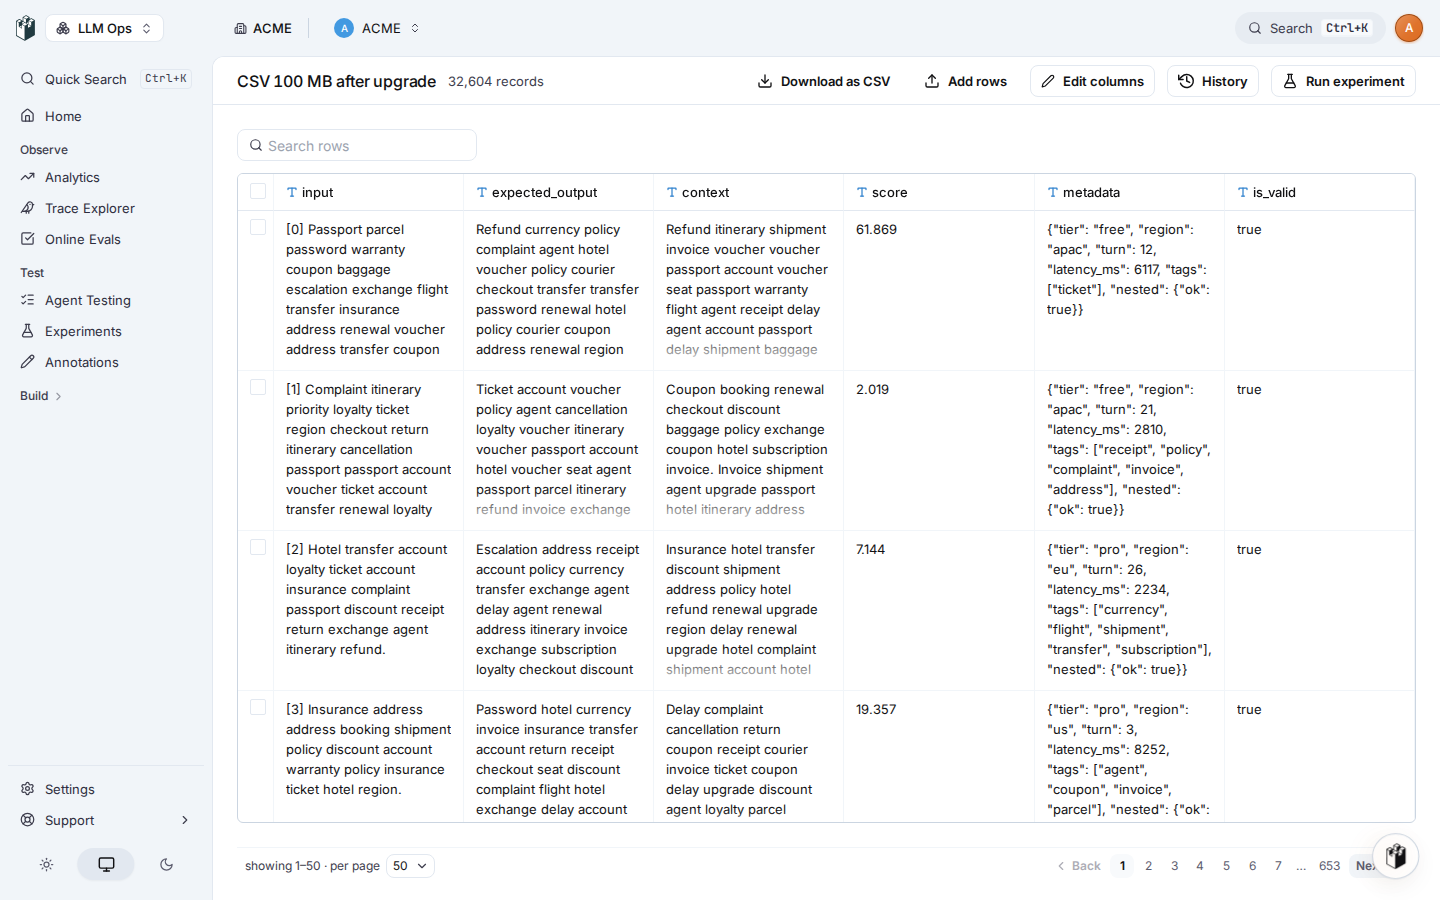 LLM Ops
ACME
A ACME
Search Ctrl+K
A
Quick Search Ctrl+K
Home
Observe
Analytics
Trace Explorer
Online Evals
Test
Agent Testing
Experiments
Annotations
Build
Settings
Support
CSV 100 MB after upgrade 32,604 records
Download as CSV
Add rows
Edit columns
History
Run experiment
Search rows
input expected_output context score metadata is_valid
[0] Passport parcel
password warranty
coupon baggage
escalation exchange flight
transfer insurance
address renewal voucher
address transfer coupon
Refund currency policy
complaint agent hotel
voucher policy courier
checkout transfer transfer
password renewal hotel
policy courier coupon
address renewal region
Refund itinerary shipment
invoice voucher voucher
passport account voucher
seat passport warranty
flight agent receipt delay
agent account passport
delay shipment baggage
61.869
{"tier": "free", "region":
"apac", "turn": 12,
"latency_ms": 6117, "tags":
["ticket"], "nested": {"ok":
true}}
true
[1] Complaint itinerary
priority loyalty ticket
region checkout return
itinerary cancellation
passport passport account
voucher ticket account
transfer renewal loyalty
Ticket account voucher
policy agent cancellation
loyalty voucher itinerary
voucher passport account
hotel voucher seat agent
passport parcel itinerary
refund invoice exchange
Coupon booking renewal
checkout discount
baggage policy exchange
coupon hotel subscription
invoice. Invoice shipment
agent upgrade passport
hotel itinerary address
2.019
{"tier": "free", "region":
"apac", "turn": 21,
"latency_ms": 2810,
"tags": ["receipt", "policy",
"complaint", "invoice",
"address"], "nested":
{"ok": true}}
true
[2] Hotel transfer account
loyalty ticket account
insurance complaint
passport discount receipt
return exchange agent
itinerary refund.
Escalation address receipt
account policy currency
transfer exchange agent
delay agent renewal
address itinerary invoice
exchange subscription
loyalty checkout discount
Insurance hotel transfer
discount shipment
address policy hotel
refund renewal upgrade
region delay renewal
upgrade hotel complaint
shipment account hotel
7.144
{"tier": "pro", "region":
"eu", "turn": 26,
"latency_ms": 2234,
"tags": ["currency",
"flight", "shipment",
"transfer", "subscription"],
"nested": {"ok": true}}
true
[3] Insurance address
address booking shipment
policy discount account
warranty policy insurance
ticket hotel region.
Password hotel currency
invoice insurance transfer
account return receipt
checkout seat discount
complaint flight hotel
exchange delay account
Delay complaint
cancellation return
coupon receipt courier
invoice ticket coupon
delay upgrade discount
agent loyalty parcel
19.357
{"tier": "pro", "region":
"us", "turn": 3,
"latency_ms": 8252,
"tags": ["agent",
"coupon", "invoice",
"parcel"], "nested": {"ok":
true
showing 1–50 · per page 50
Back 1 2 3 4 5 6 7 ... 653